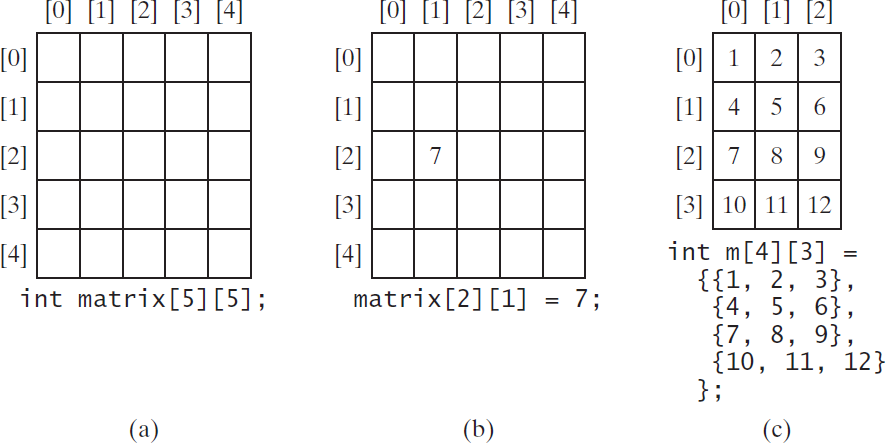 [0] [1] [2] [3] [4]
[0]
[1]
[2]
[3]
[4]
int matrix[5][5];
(a)
[0] [1] [2] [3] [4]
[0]
[1]
[2] 7
[3]
[4]
matrix[2][1] = 7;
(b)
[0] [1] [2]
[0] 1 2 3
[1] 4 5 6
[2] 7 8 9
[3] 10 11 12
int m[4][3] =
{{1, 2, 3},
{4, 5, 6},
{7, 8, 9},
{10, 11, 12}
};
(c)